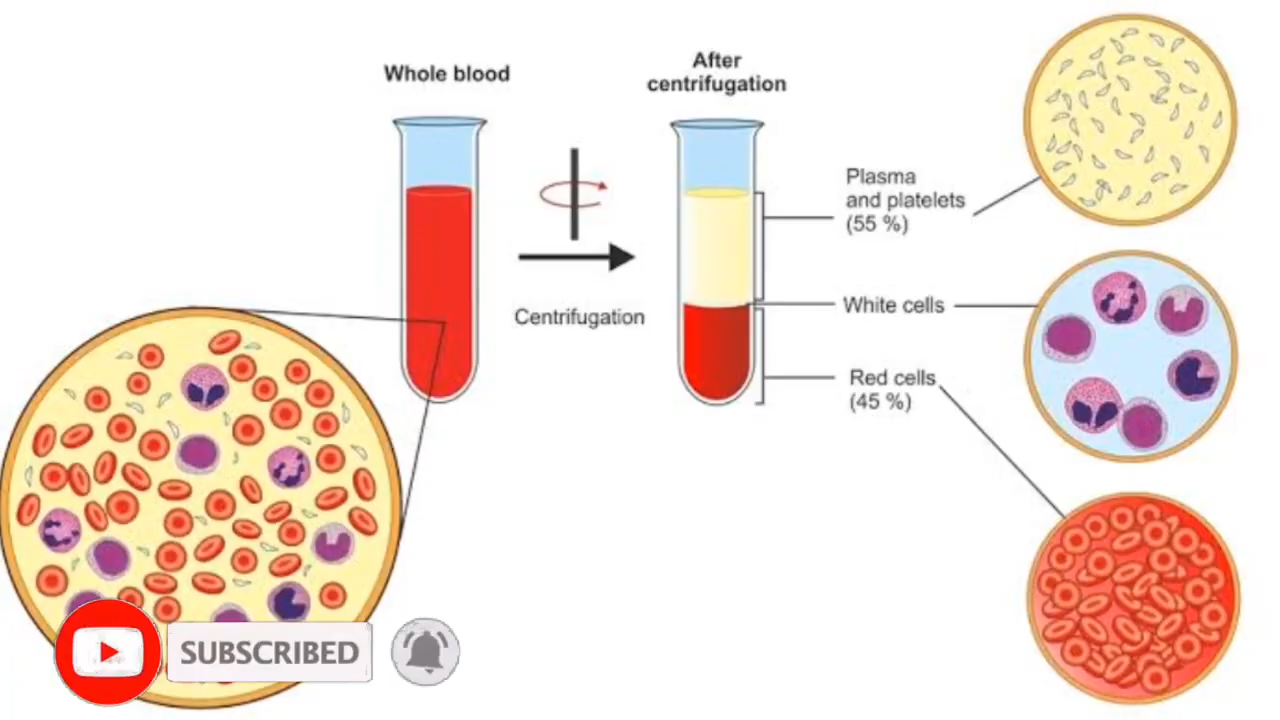 Whole blood
After
centrifugation
Centrifugation
Plasma
and platelets
(55 %)
White cells
Red cells
(45 %)
SUBSCRIBED